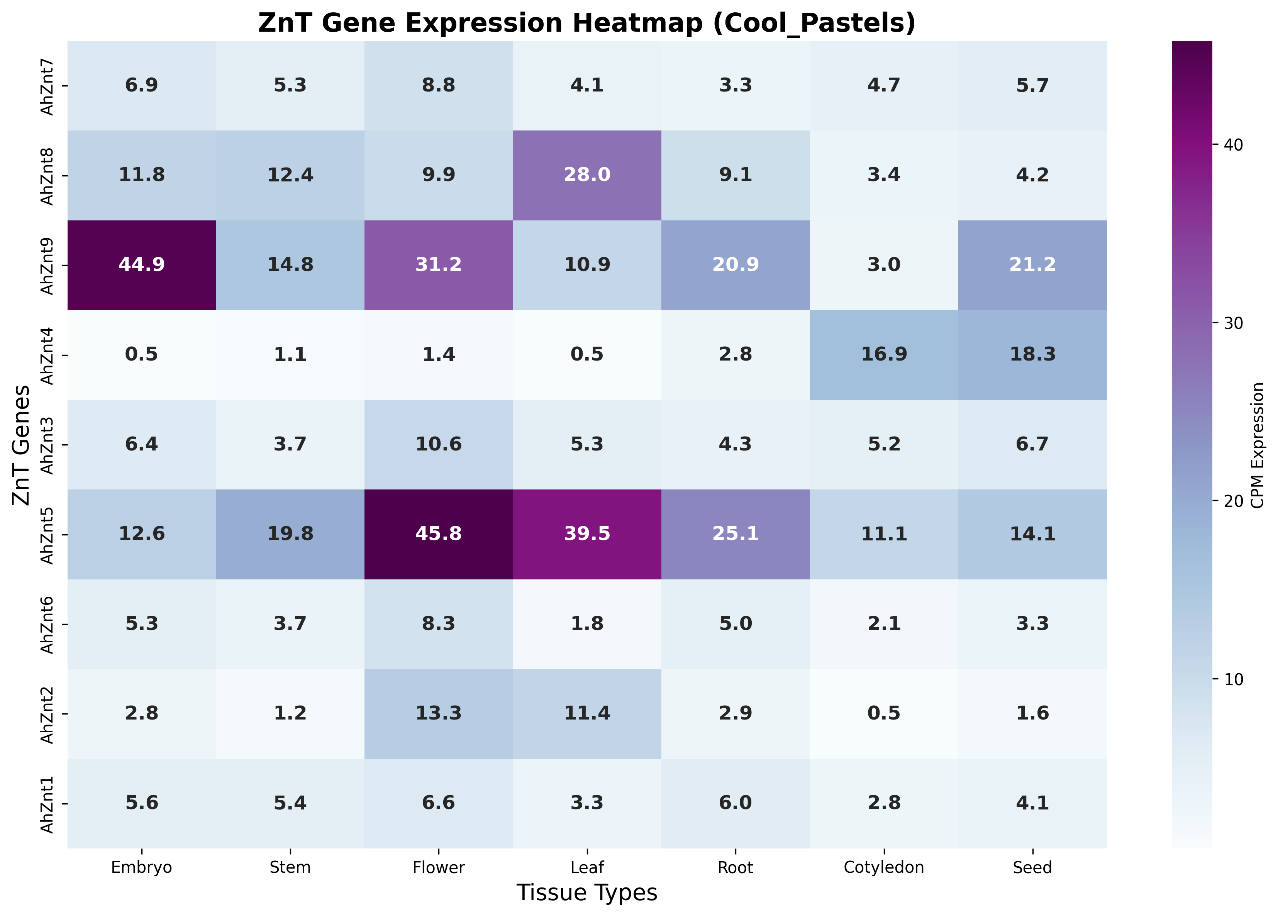 ZnT Gene Expression Heatmap (Cool_Pastels)
ZnT Genes
AhZnt7 6.9 5.3 8.8 4.1 3.3 4.7 5.7
AhZnt8 11.8 12.4 9.9 28.0 9.1 3.4 4.2
AhZnt9 44.9 14.8 31.2 10.9 20.9 3.0 21.2
AhZnt4 0.5 1.1 1.4 0.5 2.8 16.9 18.3
AhZnt3 6.4 3.7 10.6 5.3 4.3 5.2 6.7
AhZnt5 12.6 19.8 45.8 39.5 25.1 11.1 14.1
AhZnt6 5.3 3.7 8.3 1.8 5.0 2.1 3.3
AhZnt2 2.8 1.2 13.3 11.4 2.9 0.5 1.6
AhZnt1 5.6 5.4 6.6 3.3 6.0 2.8 4.1
Embryo Stem Flower Leaf Root Cotyledon Seed
Tissue Types
40
30
20
10
CPM Expression